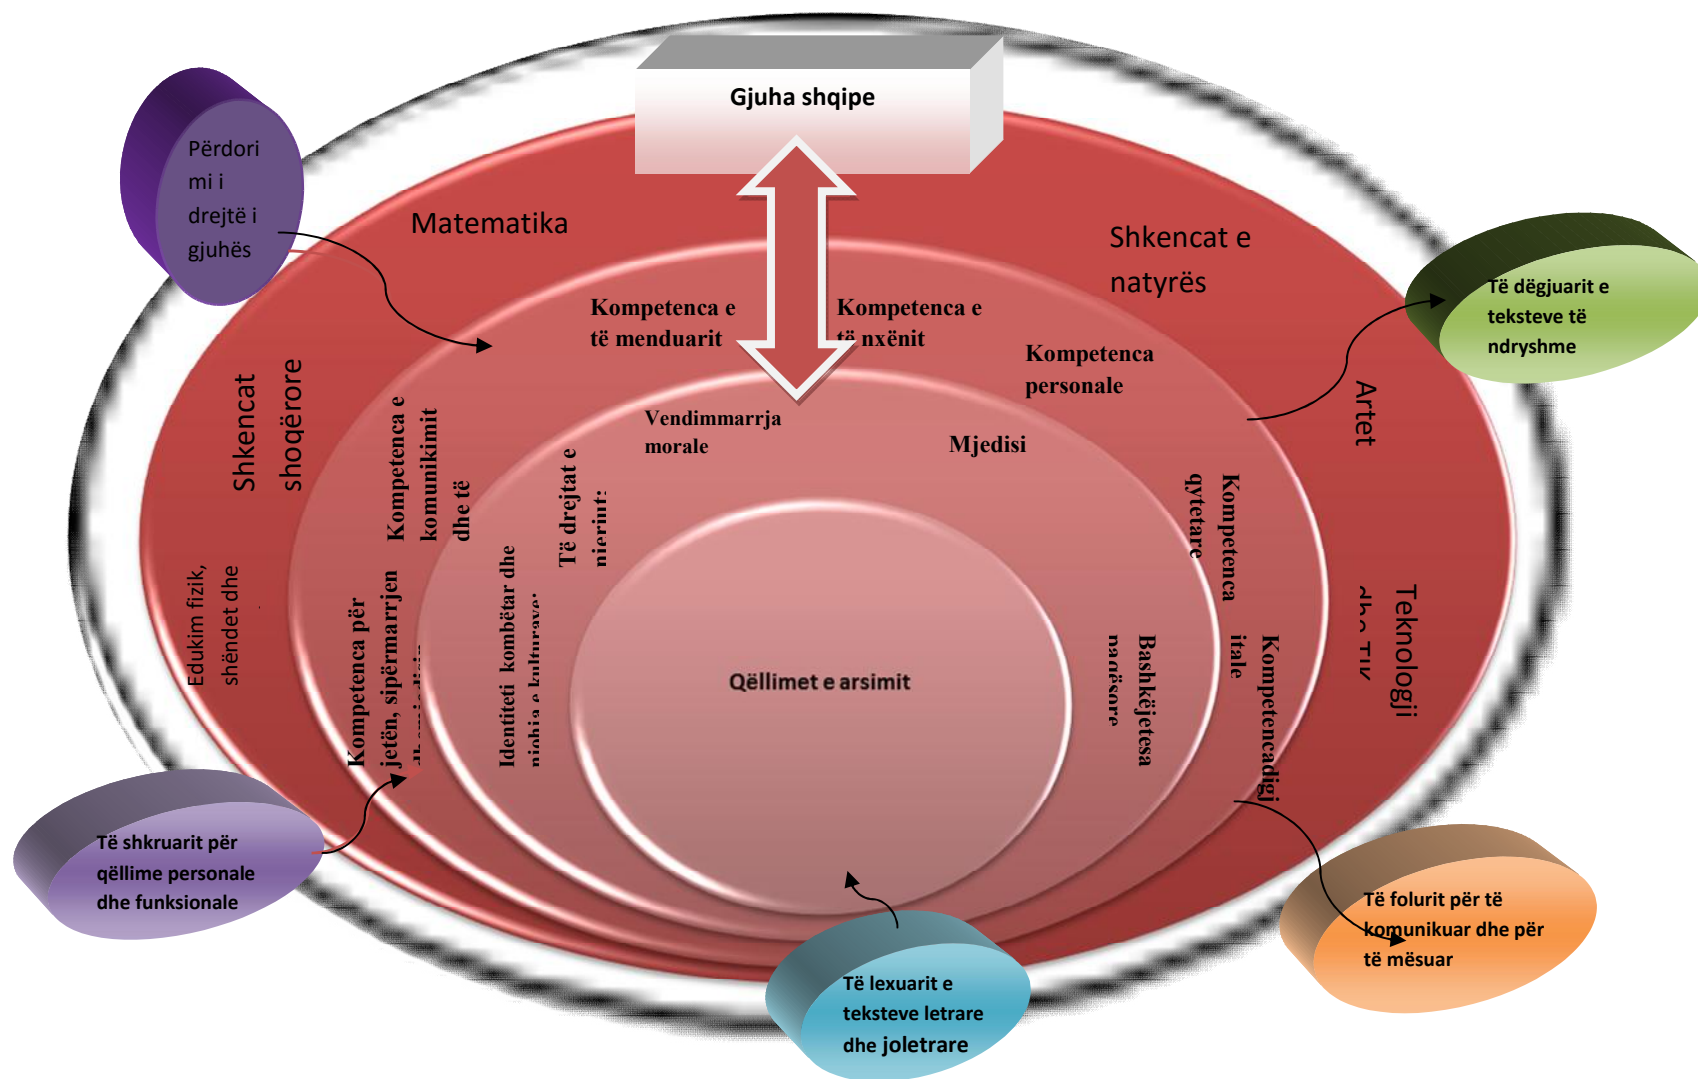 Gjuha shqipe
Përdori
mi i
drejtë i
gjuhës
Matematika
Shkencat e
natyrës
Të dëgjuarit e
teksteve të
ndryshme
Kompetenca e
të menduarit
Kompetenca e
të nxënit
Kompetenca
personale
Shkencat
shoqërore
Artet
Kompetenca e
komunikimit
dhe të
Vendimmarrja
morale
Mjedisi
Të drejtat e
Kompetenca
qytetare
Edukim fizik,
shëndet dhe
Kompetenca për
jetën, sipërmarrjen
Identiteti kombëtar dhe
Qëllimet e arsimit
Bashkëjetesa
paqësore
Kompetencadigj
itale
Teknologji
Të shkruarit për
qëllime personale
dhe funksionale
Të folurit për të
komunikuar dhe për
të mësuar
Të lexuarit e
teksteve letrare
dhe joletrare